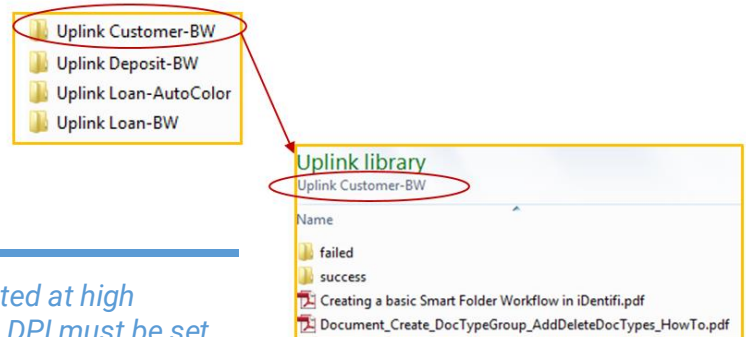 Uplink Customer-BW
Uplink Deposit-BW
Uplink Loan-AutoColor
Uplink Loan-BW
Uplink library
Uplink Customer-BW
Name
failed
success
Creating a basic Smart Folder Workflow in iDentifi.pdf
Document_Create_DocTypeGroup_AddDeleteDocTypes_HowTo.pdf
ted at high
DPI must be set